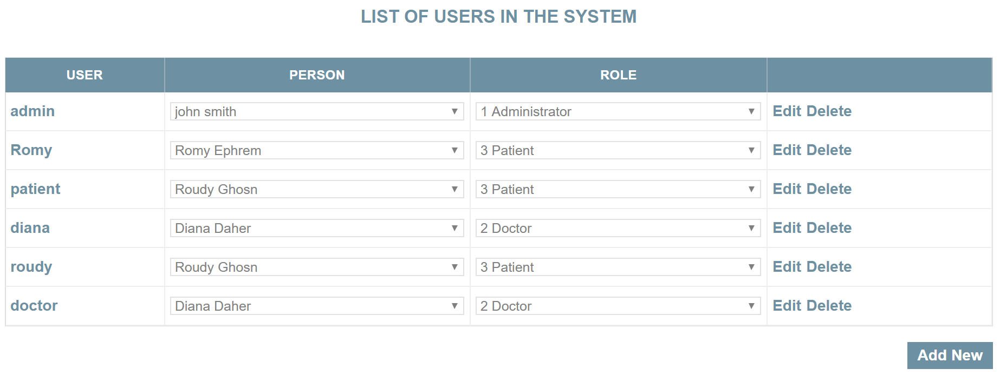 LIST OF USERS IN THE SYSTEM
USER PERSON ROLE
admin john smith 1 Administrator Edit Delete
Romy Romy Ephrem 3 Patient Edit Delete
patient Roudy Ghosn 3 Patient Edit Delete
diana Diana Daher 2 Doctor Edit Delete
roudy Roudy Ghosn 3 Patient Edit Delete
doctor Diana Daher 2 Doctor Edit Delete
Add New